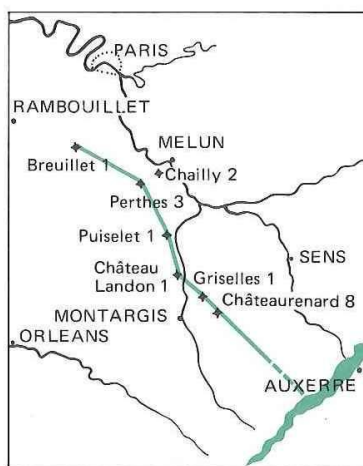 PARIS
RAMBOUILLET
MELUN
Breuillet 1
Chailly 2
Perthes 3
Puiselet 1
SENS
Château
Landon 1
Griselles 1
Châteaurenard 8
MONTARGIS
ORLEANS
AUXERRE